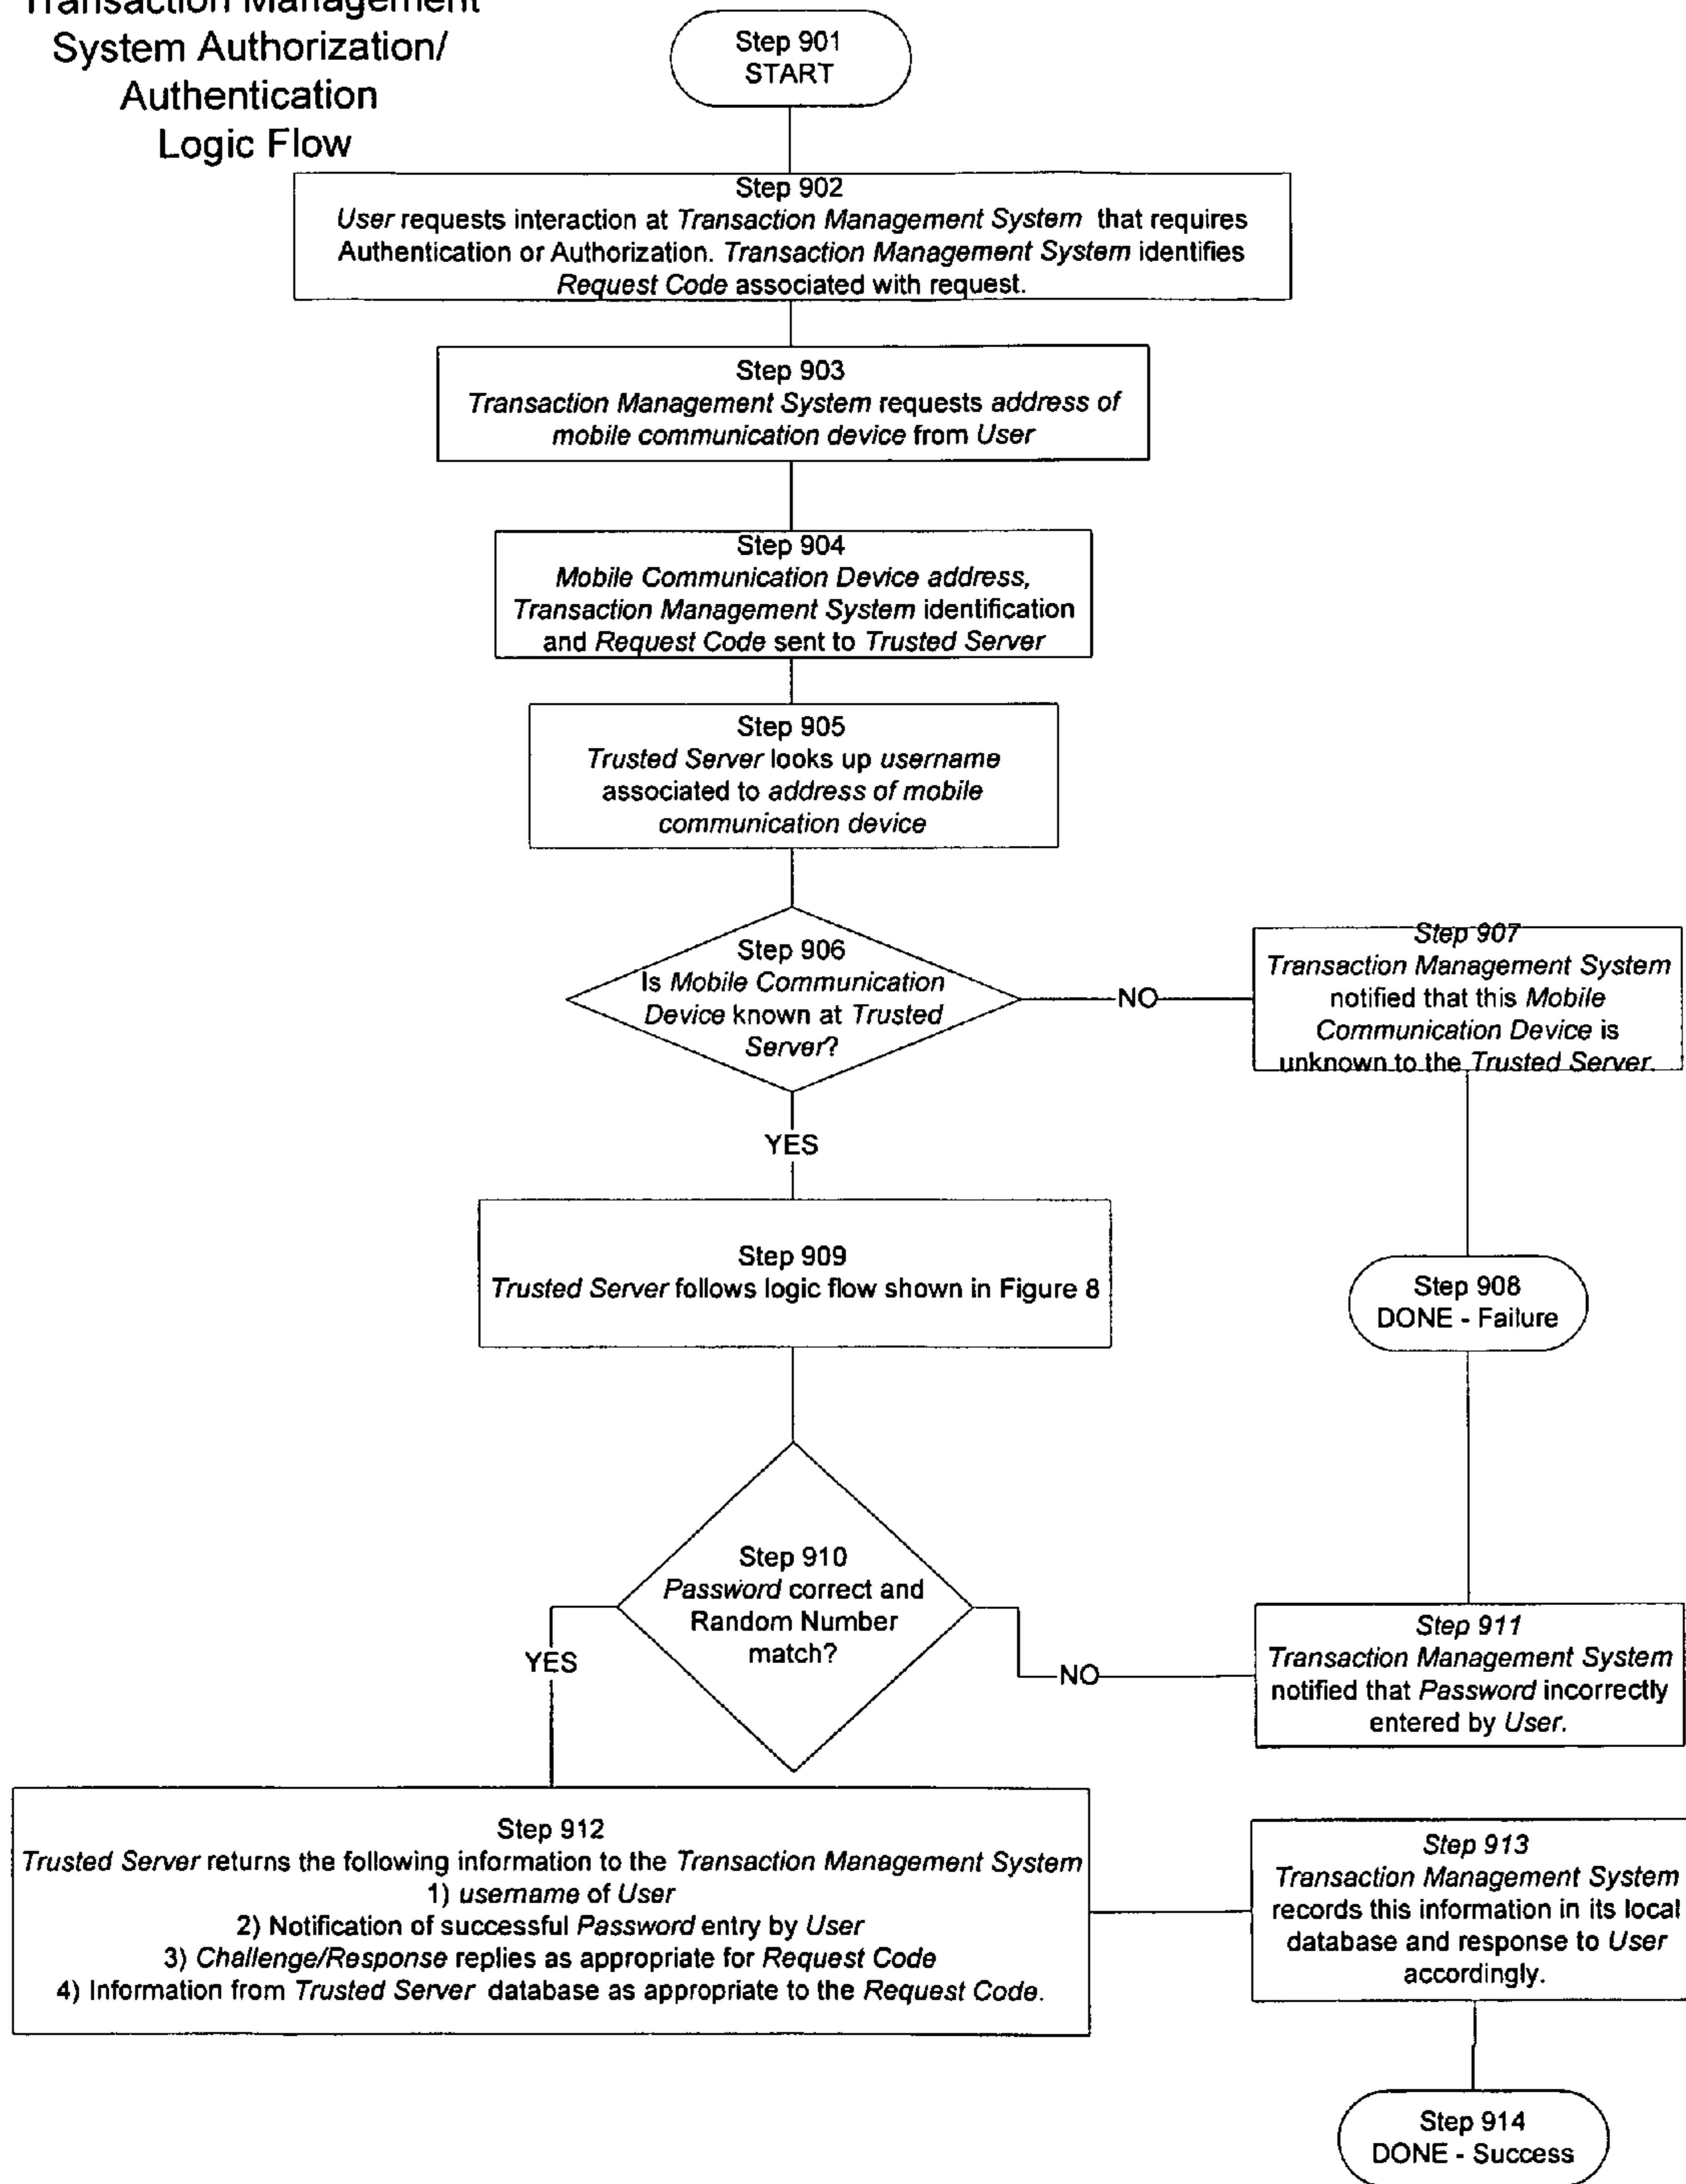 Transaction Management
System Authorization/
Authentication
Logic Flow
Step 901
START
Step 902
User requests interaction at Transaction Management System that requires
Authentication or Authorization. Transaction Management System identifies
Request Code associated with request.
Step 903
Transaction Management System requests address of
mobile communication device from User
Step 904
Mobile Communication Device address,
Transaction Management System identification
and Request Code sent to Trusted Server
Step 905
Trusted Server looks up username
associated to address of mobile
communication device
Step 906
Is Mobile Communication
Device known at Trusted
Server?
NO
Step 907
Transaction Management System
notified that this Mobile
Communication Device is
unknown to the Trusted Server.
YES
Step 909
Trusted Server follows logic flow shown in Figure 8
Step 908
DONE - Failure
Step 910
Password correct and
Random Number
match?
YES
NO
Step 911
Transaction Management System
notified that Password incorrectly
entered by User.
Step 912
Trusted Server returns the following information to the Transaction Management System
1) username of User
2) Notification of successful Password entry by User
3) Challenge/Response replies as appropriate for Request Code
4) Information from Trusted Server database as appropriate to the Request Code.
Step 913
Transaction Management System
records this information in its local
database and response to User
accordingly.
Step 914
DONE - Success